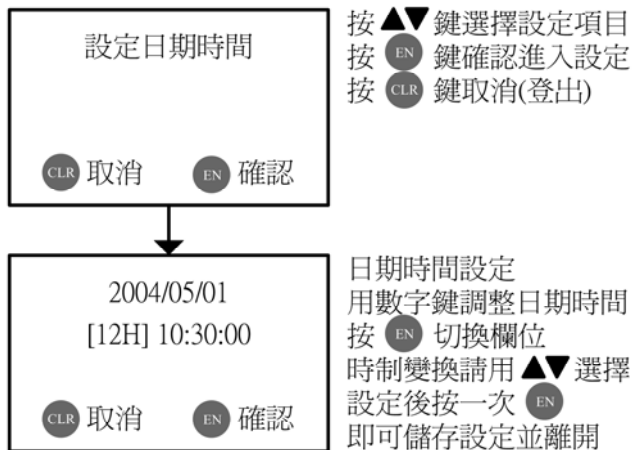 設定日期時間
CLR 取消 EN 確認
按 ▲▼ 鍵選擇設定項目
按 EN 鍵確認進入設定
按 CLR 鍵取消(登出)
2004/05/01
[12H] 10:30:00
CLR 取消 EN 確認
日期時間設定
用數字鍵調整日期時間
按 EN 切換欄位
時制變換請用 ▲▼ 選擇
設定後按一次 EN
即可儲存設定並離開